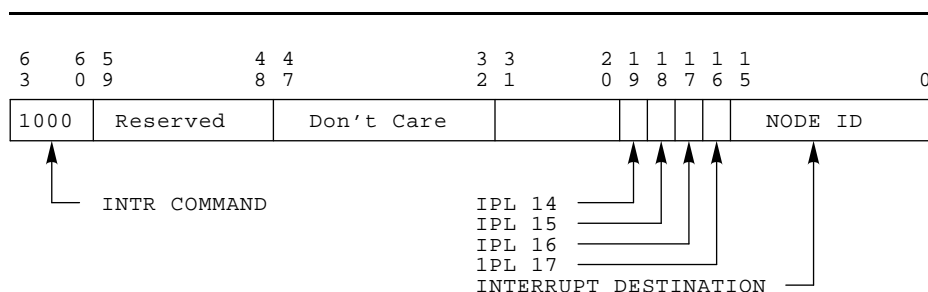 6 6 5 4 4 3 3 2 1 1 1 1 1
3 0 9 8 7 2 1 0 9 8 7 6 5 0
1000 Reserved Don't Care NODE ID
INTR COMMAND IPL 14
IPL 15
IPL 16
1PL 17
INTERRUPT DESTINATION